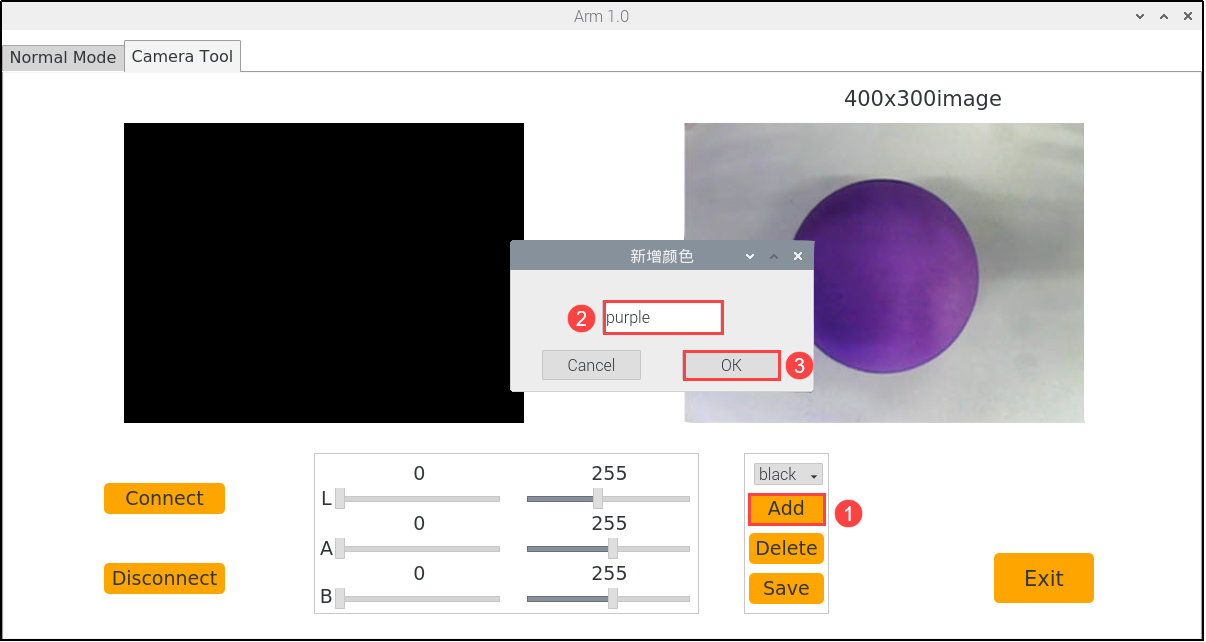 Arm 1.0
Normal Mode
Camera Tool
400x300image
新增颜色
2
purple
Cancel
OK
3
0
255
L
0
255
A
0
255
B
black
Add
1
Delete
Save
Connect
Disconnect
Exit